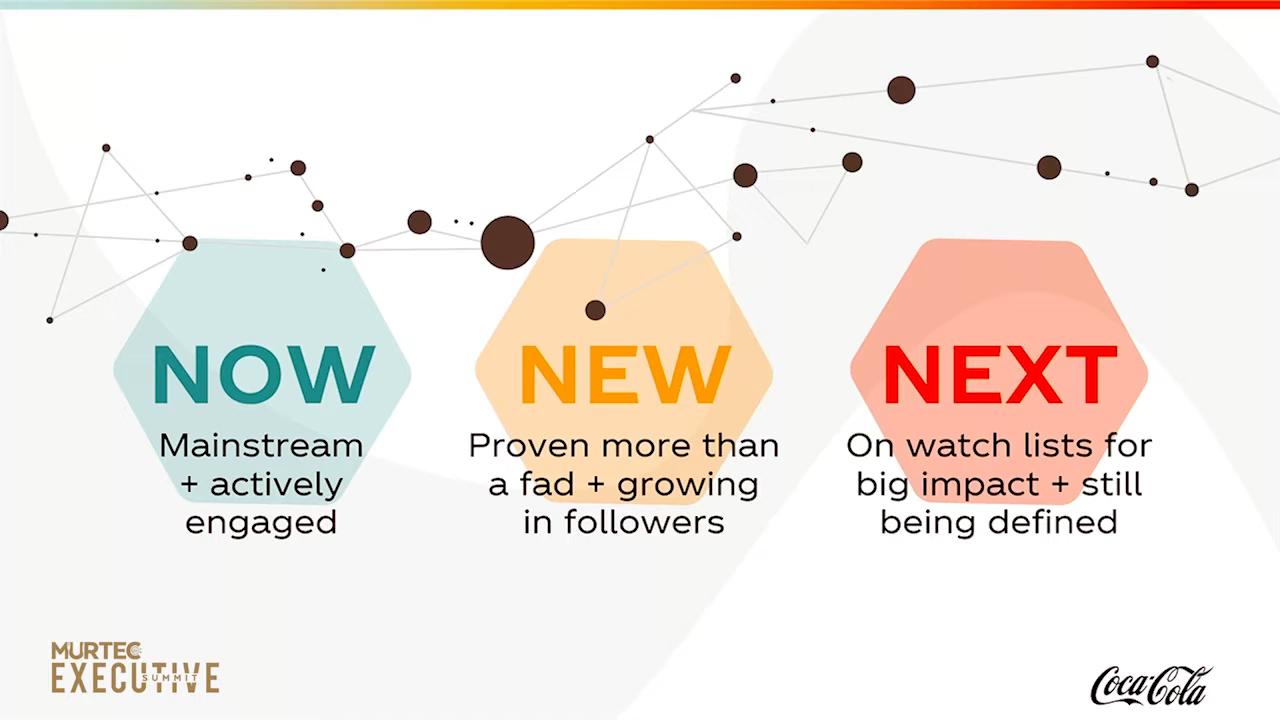 NOW
Mainstream
+ actively
engaged
NEW
Proven more than
a fad + growing
in followers
NEXT
On watch lists for
big impact + still
being defined
MURTEC
EXECUTIVE
SUMMIT
Coca-Cola